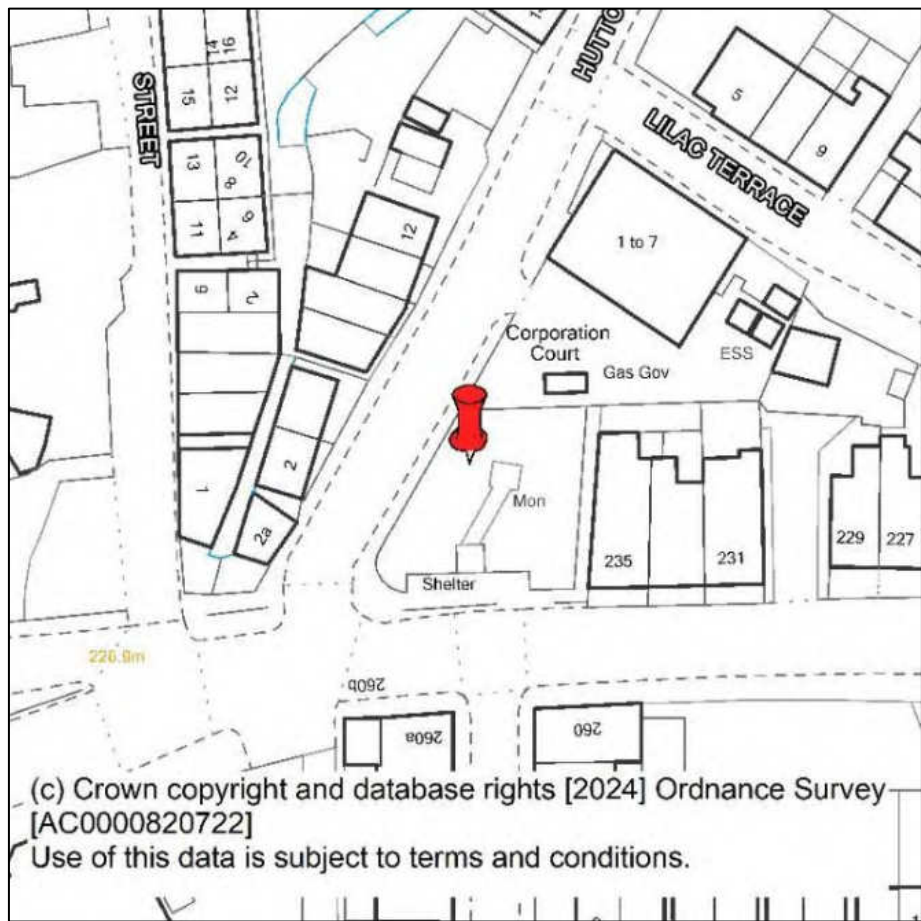 14
16
15
12
STREET
HUTTO
5
9
LILAC TERRACE
13
10
8
11
6
4
12
1 to 7
9
2
Corporation
Court
Gas Gov
ESS
2
1
Mon
2a
235
231
229
227
Shelter
226.9m
260b
260a
260
(c) Crown copyright and database rights [2024] Ordnance Survey
[AC0000820722]
Use of this data is subject to terms and conditions.